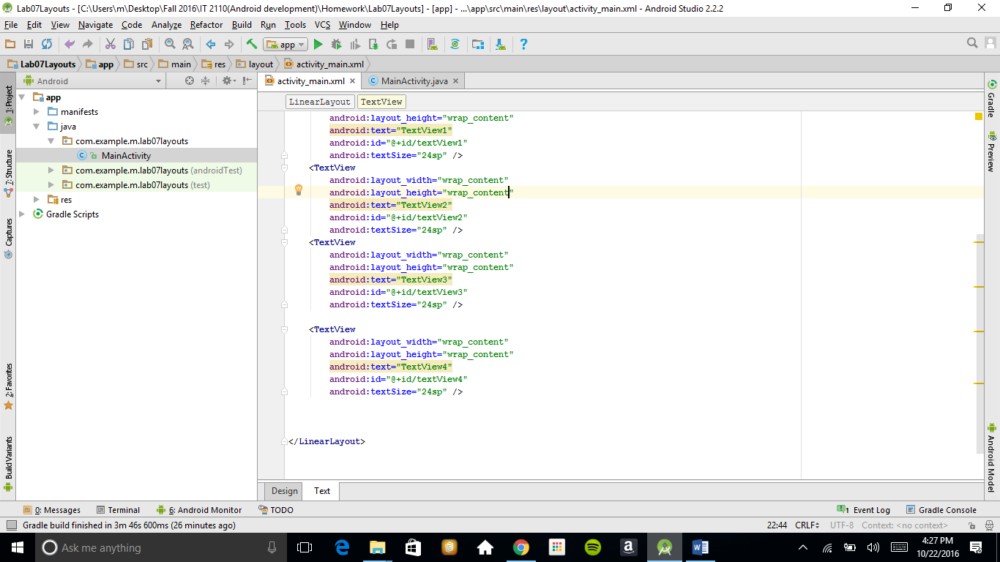 Lab07Layouts - [C:\Users\m\Desktop\Fall 2016\IT 2110(Android development)\Homework\Lab07Layouts] - [app] - ...\app\src\main\res\layout\activity_main.xml - Android Studio 2.2.2
File Edit View Navigate Code Analyze Refactor Build Run Tools VCS Window Help
app
Lab07Layouts app src main res layout activity_main.xml
Android
activity_main.xml MainActivity.java
1: Project
7: Structure
Captures
2: Favorites
Build Variants
app
manifests
java
com.example.m.lab07layouts
MainActivity
com.example.m.lab07layouts (androidTest)
com.example.m.lab07layouts (test)
res
Gradle Scripts
LinearLayout TextView
android:layout_height="wrap_content"
android:text="TextView1"
android:id="@+id/textView1"
android:textSize="24sp" />
<TextView
android:layout_width="wrap_content"
android:layout_height="wrap_content"
android:text="TextView2"
android:id="@+id/textView2"
android:textSize="24sp" />
<TextView
android:layout_width="wrap_content"
android:layout_height="wrap_content"
android:text="TextView3"
android:id="@+id/textView3"
android:textSize="24sp" />
<TextView
android:layout_width="wrap_content"
android:layout_height="wrap_content"
android:text="TextView4"
android:id="@+id/textView4"
android:textSize="24sp" />
</LinearLayout>
Gradle
Preview
Android Model
Design Text
0: Messages Terminal 6: Android Monitor TODO 1 Event Log Gradle Console
Gradle build finished in 3m 46s 600ms (26 minutes ago) 22:44 CRLF UTF-8 Context: <no context>
Ask me anything
4:27 PM
10/22/2016